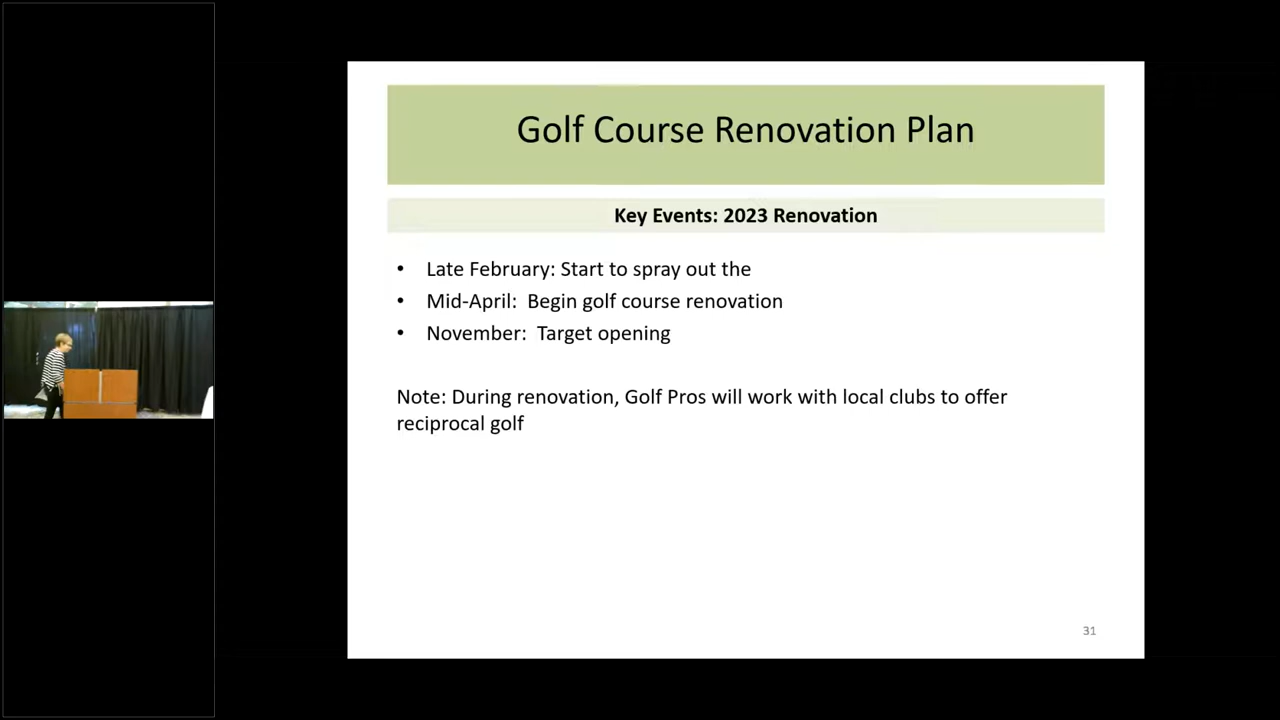 Golf Course Renovation Plan
Key Events: 2023 Renovation
• Late February: Start to spray out the
• Mid-April: Begin golf course renovation
• November: Target opening
Note: During renovation, Golf Pros will work with local clubs to offer
reciprocal golf
31